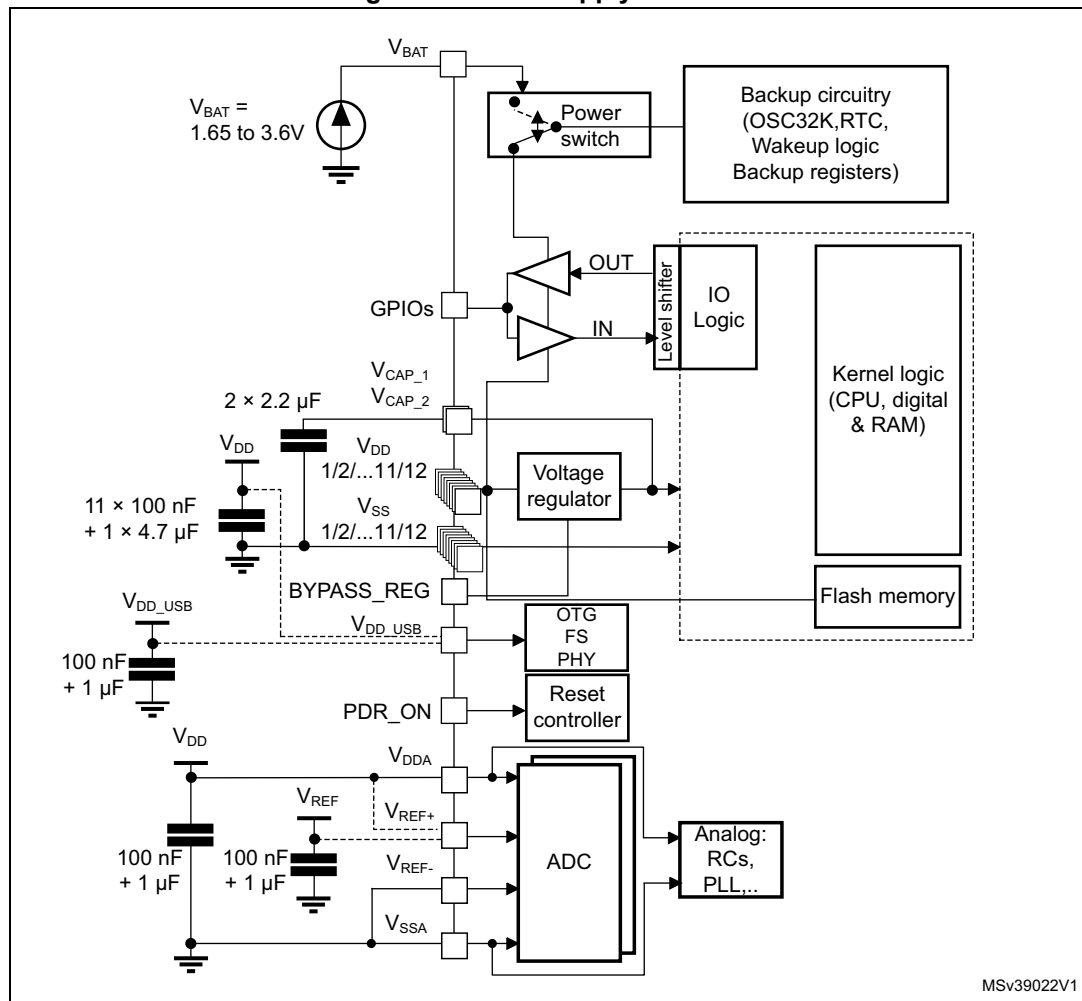 V_BAT
V_BAT =
1.65 to 3.6V
Power
switch
Backup circuitry
(OSC32K,RTC,
Wakeup logic
Backup registers)
OUT
GPIOs
IN
Level shifter
IO
Logic
Kernel logic
(CPU, digital
& RAM)
V_CAP_1
V_CAP_2
2 × 2.2 μF
V_DD
V_DD
1/2/...11/12
Voltage
regulator
11 × 100 nF
+ 1 × 4.7 μF
V_SS
1/2/...11/12
BYPASS_REG
Flash memory
V_DD_USB
V_DD_USB
OTG
FS
PHY
100 nF
+ 1 μF
PDR_ON
Reset
controller
V_DD
V_DDA
V_REF
V_REF+
100 nF
+ 1 μF
100 nF
+ 1 μF
V_REF-
ADC
Analog:
RCs,
PLL,..
V_SSA
MSv39022V1